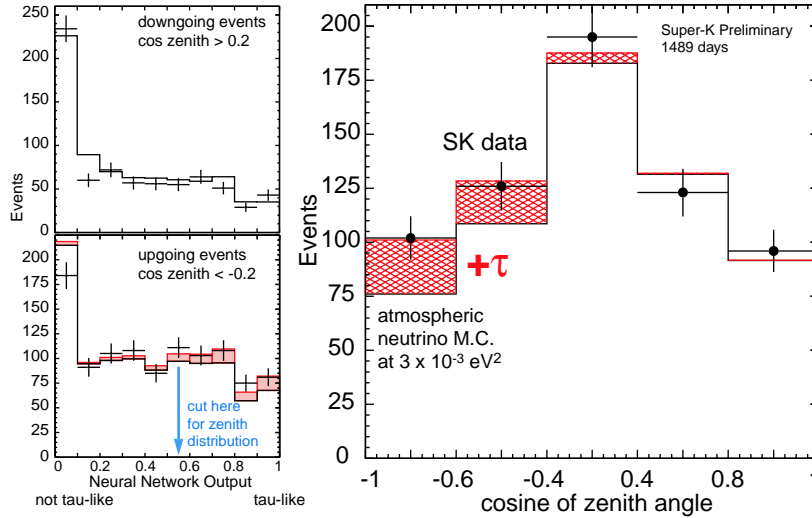 downgoing events
cos zenith > 0.2
250
200
150
100
50
0
Events
upgoing events
cos zenith < -0.2
200
175
150
125
100
75
50
25
0
cut here
for zenith
distribution
0 0.2 0.4 0.6 0.8 1
Neural Network Output
not tau-like tau-like
Super-K Preliminary
1489 days
SK data
+τ
atmospheric
neutrino M.C.
at 3 x 10-3 eV2
200
175
150
125
100
75
50
25
0
Events
-1 -0.6 -0.4 0.4 0.8 1
cosine of zenith angle